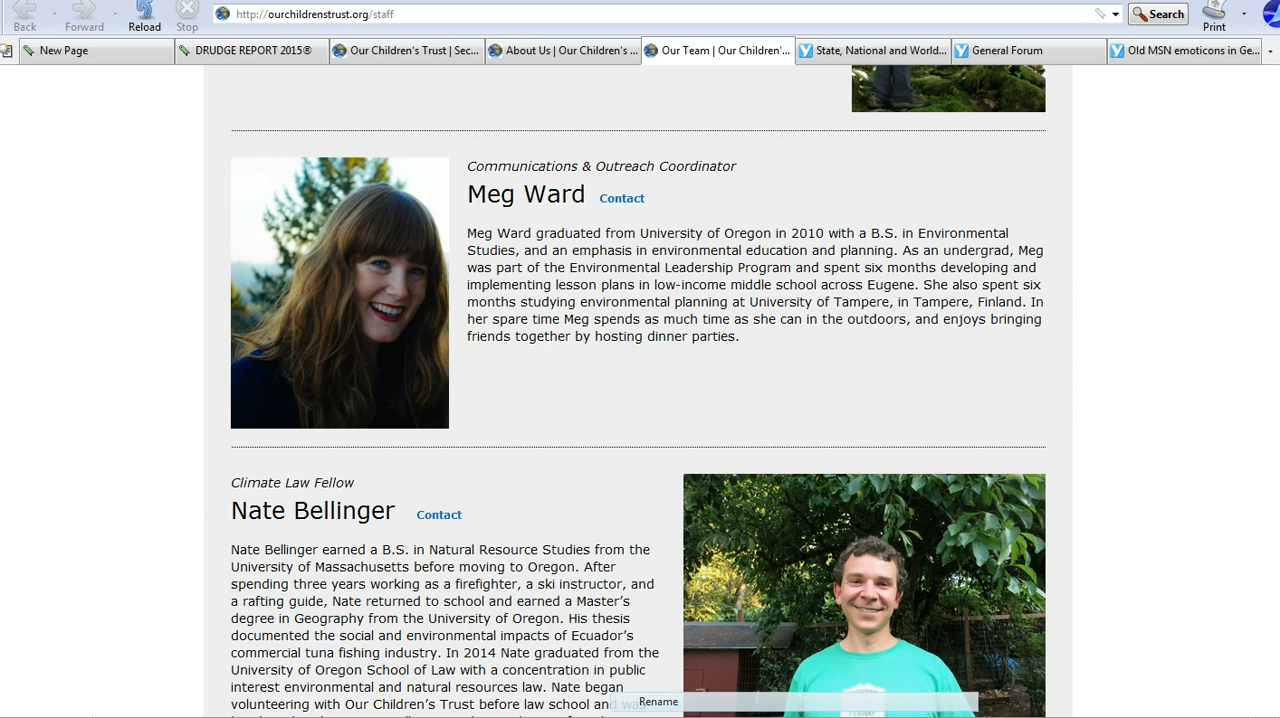 http://ourchildrenstrust.org/staff
Search
Back
Forward
Reload
Stop
Print
New Page
DRUDGE REPORT 2015®
Our Children's Trust | Sec...
About Us | Our Children's ...
Our Team | Our Children'...
State, National and World...
General Forum
Old MSN emoticons in Ge...
Communications & Outreach Coordinator
Meg Ward Contact
Meg Ward graduated from University of Oregon in 2010 with a B.S. in Environmental
Studies, and an emphasis in environmental education and planning. As an undergrad, Meg
was part of the Environmental Leadership Program and spent six months developing and
implementing lesson plans in low-income middle school across Eugene. She also spent six
months studying environmental planning at University of Tampere, in Tampere, Finland. In
her spare time Meg spends as much time as she can in the outdoors, and enjoys bringing
friends together by hosting dinner parties.
Climate Law Fellow
Nate Bellinger Contact
Nate Bellinger earned a B.S. in Natural Resource Studies from the
University of Massachusetts before moving to Oregon. After
spending three years working as a firefighter, a ski instructor, and
a rafting guide, Nate returned to school and earned a Master's
degree in Geography from the University of Oregon. His thesis
documented the social and environmental impacts of Ecuador's
commercial tuna fishing industry. In 2014 Nate graduated from the
University of Oregon School of Law with a concentration in public
interest environmental and natural resources law. Nate began
volunteering with Our Children's Trust before law school and was
Rename